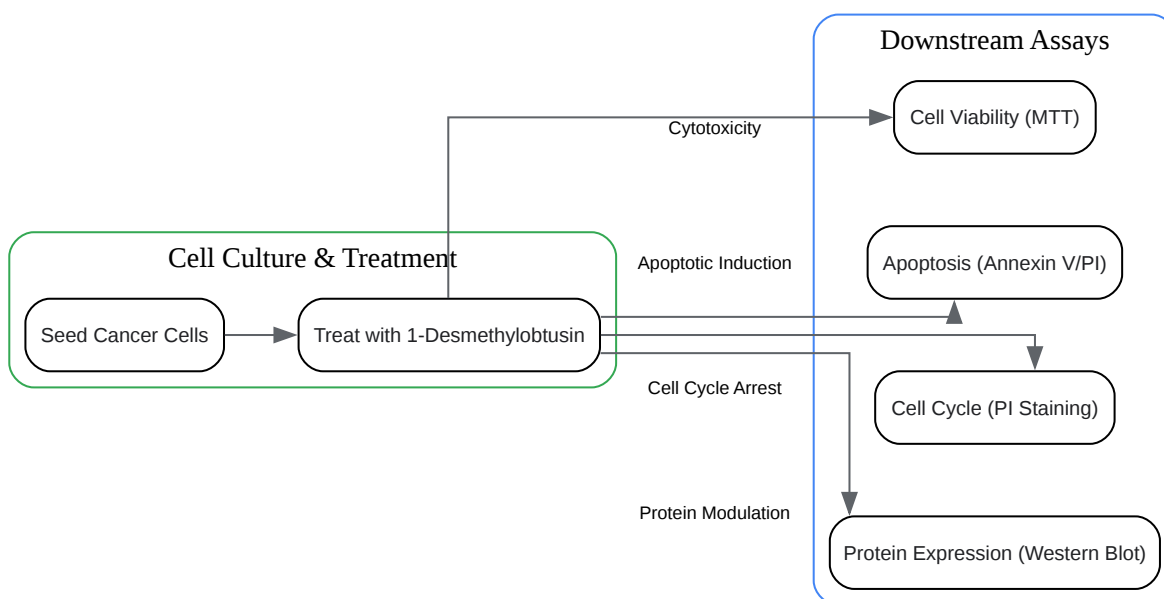 Downstream Assays
Cell Viability (MTT)
Cytotoxicity
Cell Culture & Treatment
Apoptotic Induction
Apoptosis (Annexin V/PI)
Seed Cancer Cells
Treat with 1-Desmethylobtusin
Cell Cycle Arrest
Cell Cycle (PI Staining)
Protein Modulation
Protein Expression (Western Blot)